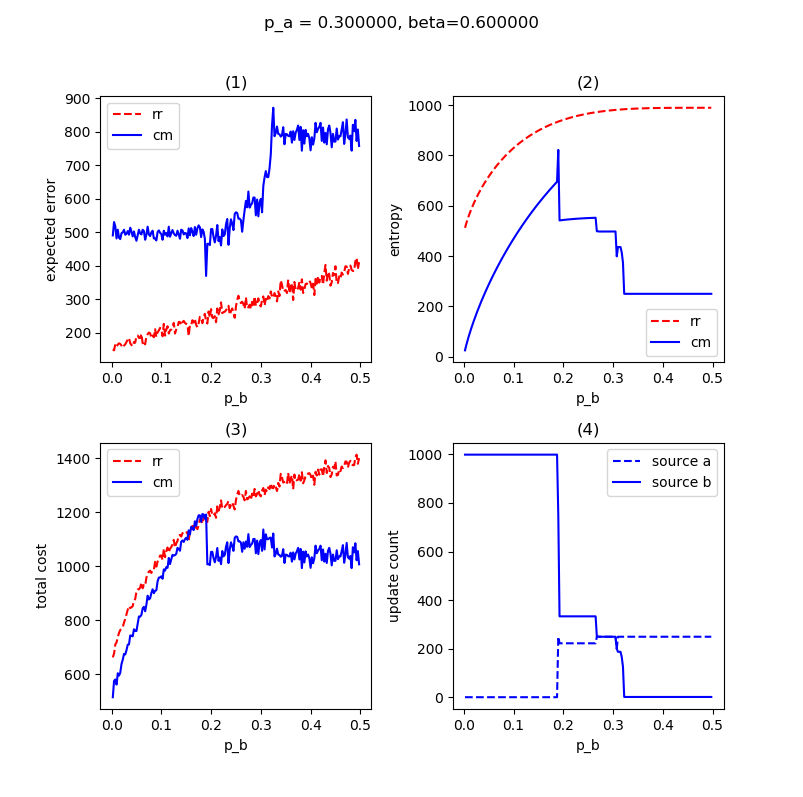 p_a = 0.300000, beta=0.600000
(1)
900
800
700
600
500
400
300
200
expected error
rr
cm
0.0 0.1 0.2 0.3 0.4 0.5
p_b
(2)
1000
800
600
400
200
0
entropy
rr
cm
0.0 0.1 0.2 0.3 0.4 0.5
p_b
(3)
1400
1200
1000
800
600
total cost
rr
cm
0.0 0.1 0.2 0.3 0.4 0.5
p_b
(4)
1000
800
600
400
200
0
update count
source a
source b
0.0 0.1 0.2 0.3 0.4 0.5
p_b